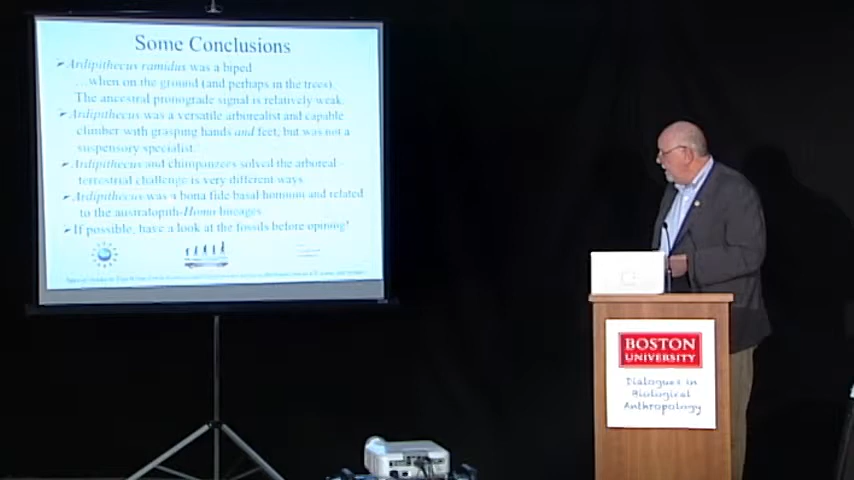 Some Conclusions
➢Ardipithecus ramidus was a biped
…when on the ground (and perhaps in the trees).
The ancestral pronograde signal is relatively weak.
➢Ardipithecus was a versatile arborealist and capable
climber with grasping hands and feet, but was not a
suspensory specialist.
➢Ardipithecus and chimpanzees solved the arboreal-
terrestrial challenge is very different ways.
➢Ardipithecus was a bona fide basal hominin and related
to the australopith-Homo lineages.
➢If possible, have a look at the fossils before opining!
BOSTON
UNIVERSITY
Dialogues in
Biological
Anthropology